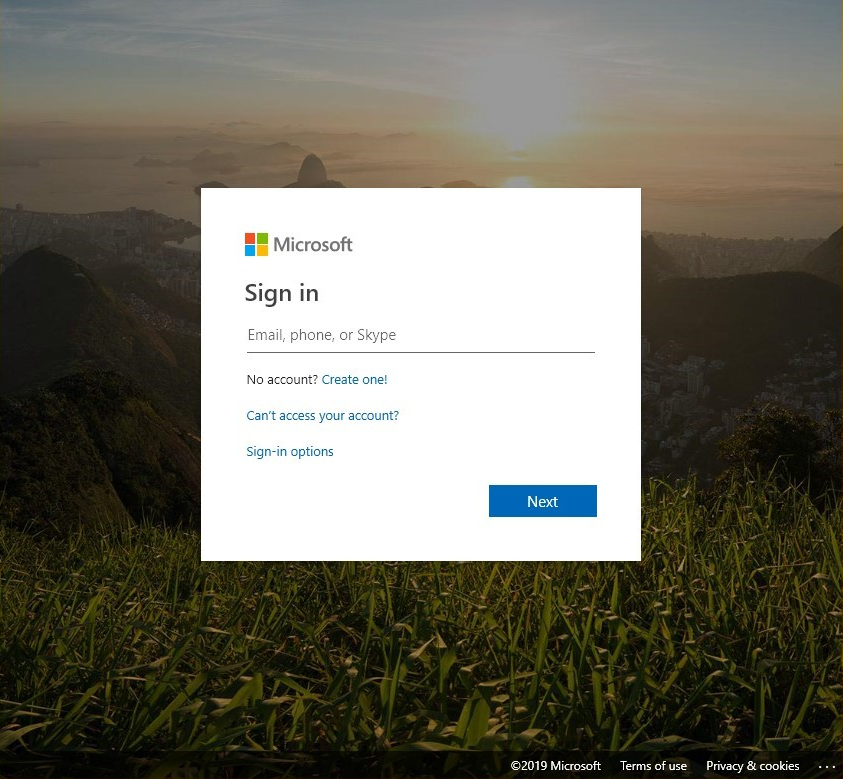 Microsoft
Sign in
Email, phone, or Skype
No account? Create one!
Can't access your account?
Sign-in options
Next
©2019 Microsoft Terms of use Privacy & cookies ...